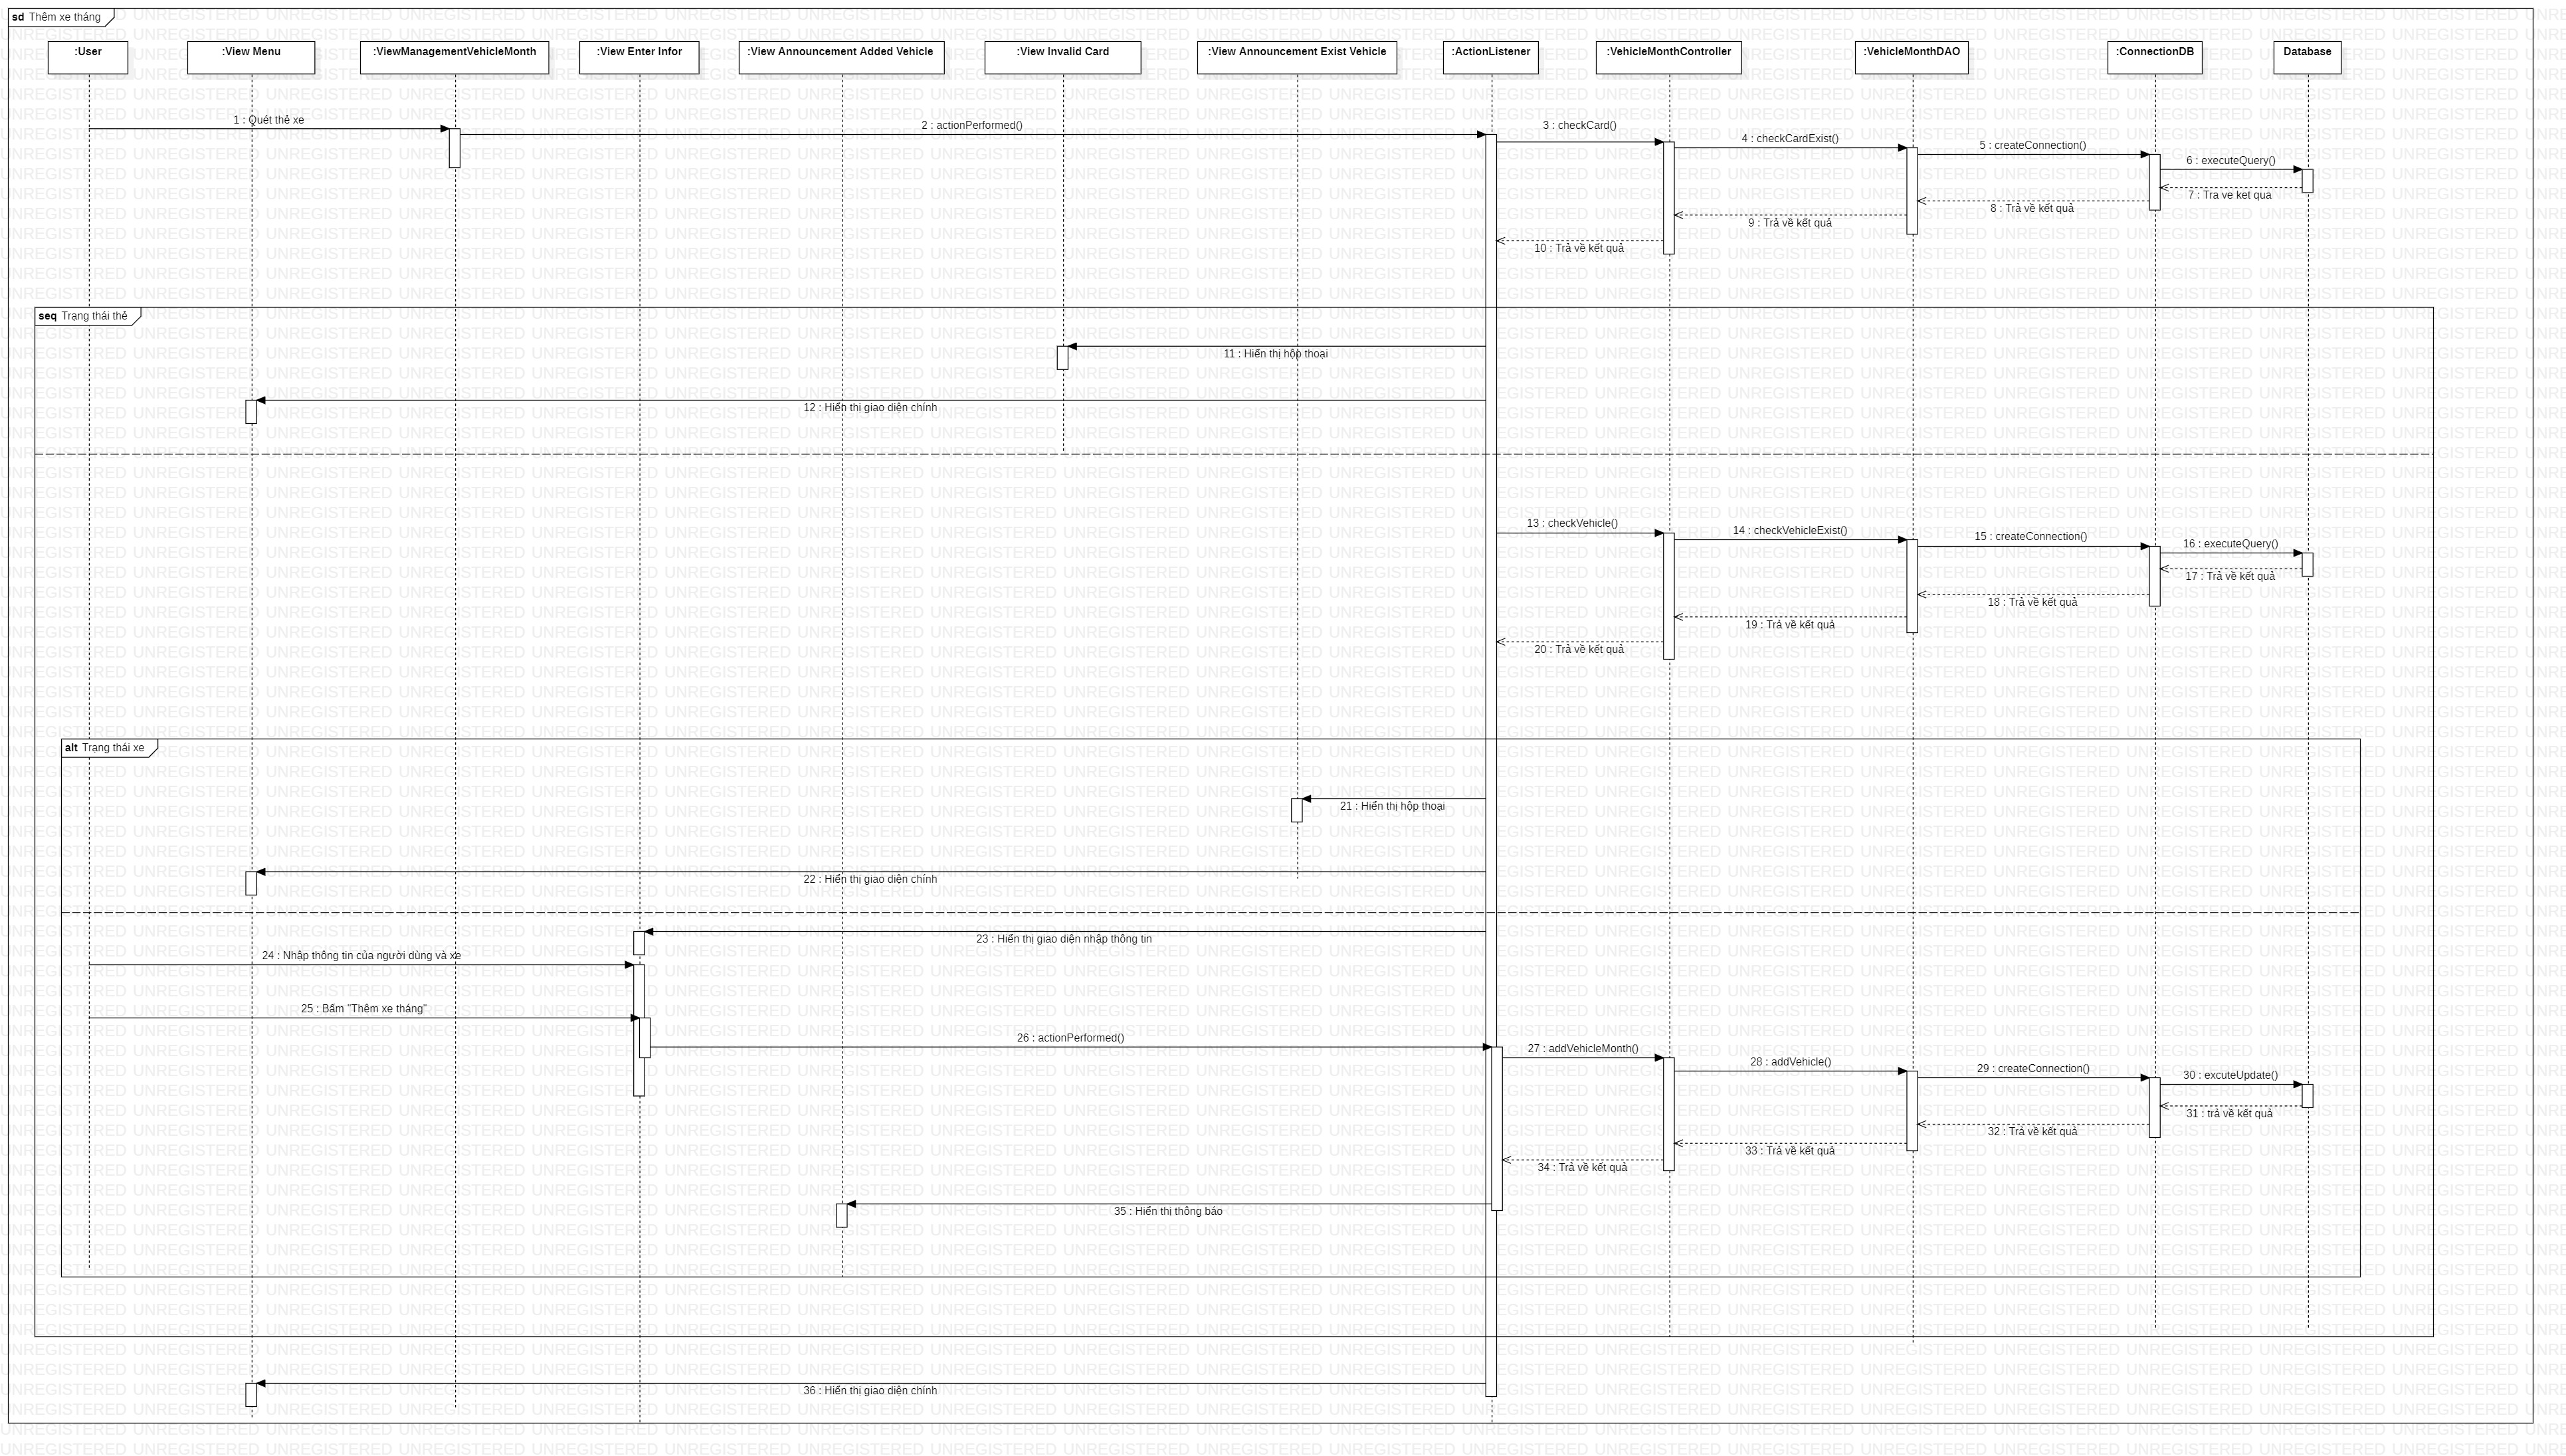 sd Thêm xe tháng
:User
:View Menu
:ViewManagementVehicleMonth
:View Enter Infor
:View Announcement Added Vehicle
:View Invalid Card
:View Announcement Exist Vehicle
:ActionListener
:VehicleMonthController
:VehicleMonthDAO
:ConnectionDB
Database
1 : Quét thẻ xe
2 : actionPerformed()
3 : checkCard()
4 : checkCardExist()
5 : createConnection()
6 : executeQuery()
7 : Tra ve ket qua
8 : Trả về kết quả
9 : Trả về kết quả
10 : Trả về kết quả
seq Trạng thái thẻ
11 : Hiển thị hộp thoại
12 : Hiển thị giao diện chính
13 : checkVehicle()
14 : checkVehicleExist()
15 : createConnection()
16 : executeQuery()
17 : Trả về kết quả
18 : Trả về kết quả
19 : Trả về kết quả
20 : Trả về kết quả
alt Trạng thái xe
21 : Hiển thị hộp thoại
22 : Hiển thị giao diện chính
23 : Hiển thị giao diện nhập thông tin
24 : Nhập thông tin của người dùng và xe
25 : Bấm "Thêm xe tháng"
26 : actionPerformed()
27 : addVehicleMonth()
28 : addVehicle()
29 : createConnection()
30 : excuteUpdate()
31 : trả về kết quả
32 : Trả về kết quả
33 : Trả về kết quả
34 : Trả về kết quả
35 : Hiển thị thông báo
36 : Hiển thị giao diện chính